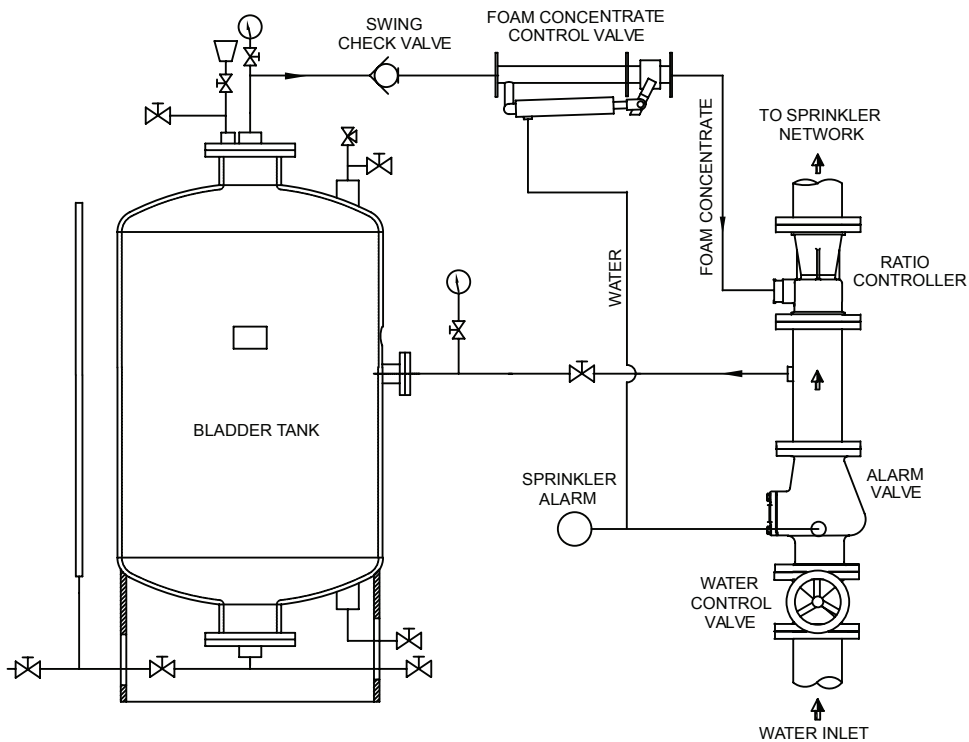 SWING
CHECK VALVE
FOAM CONCENTRATE
CONTROL VALVE
TO SPRINKLER
NETWORK
FOAM CONCENTRATE
WATER
RATIO
CONTROLLER
BLADDER TANK
SPRINKLER
ALARM
ALARM
VALVE
WATER
CONTROL
VALVE
WATER INLET